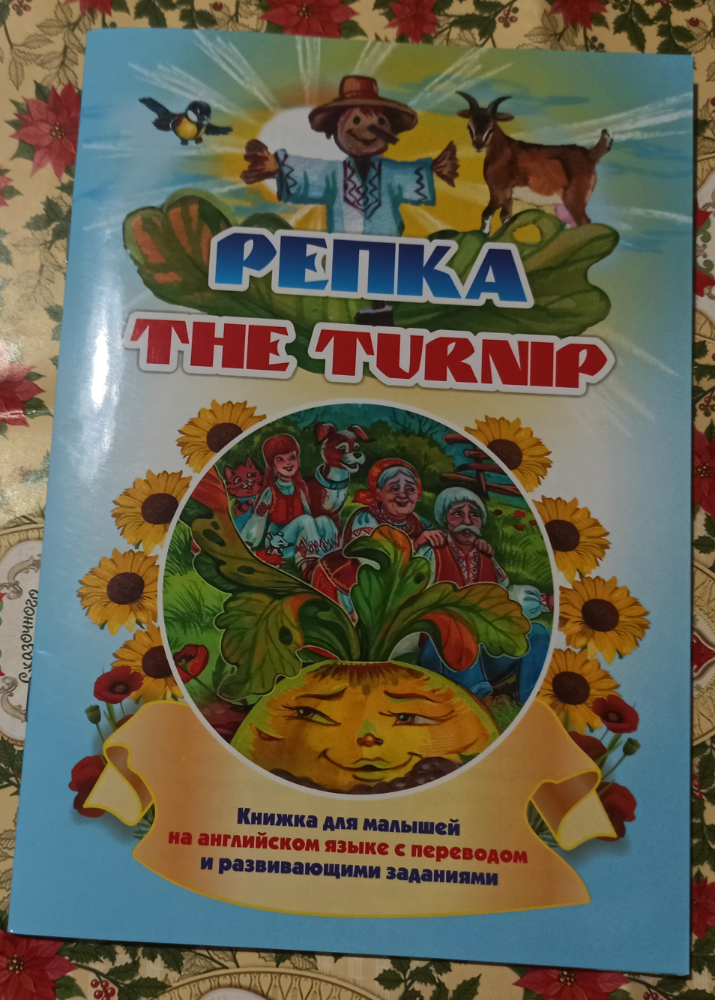 РЕПКА
THE TURNIP
Книжка для малышей
на английском языке с переводом
и развивающими заданиями
Сказочного